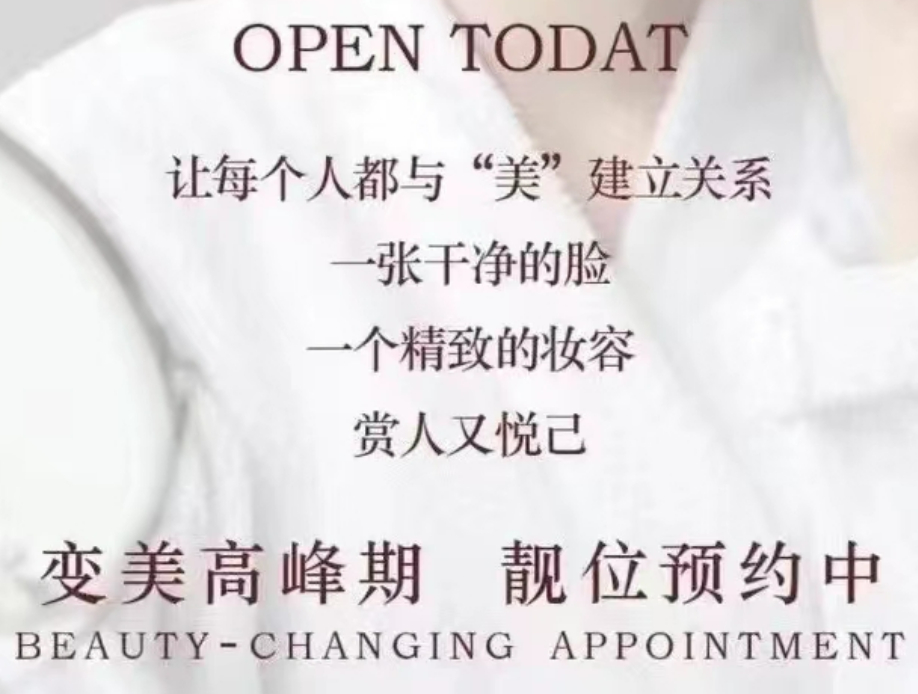 OPEN TODAT
让每个人都与“美”建立关系
一张干净的脸
一个精致的妆容
赏人又悦己
变美高峰期 靓位预约中
BEAUTY-CHANGING APPOINTMENT